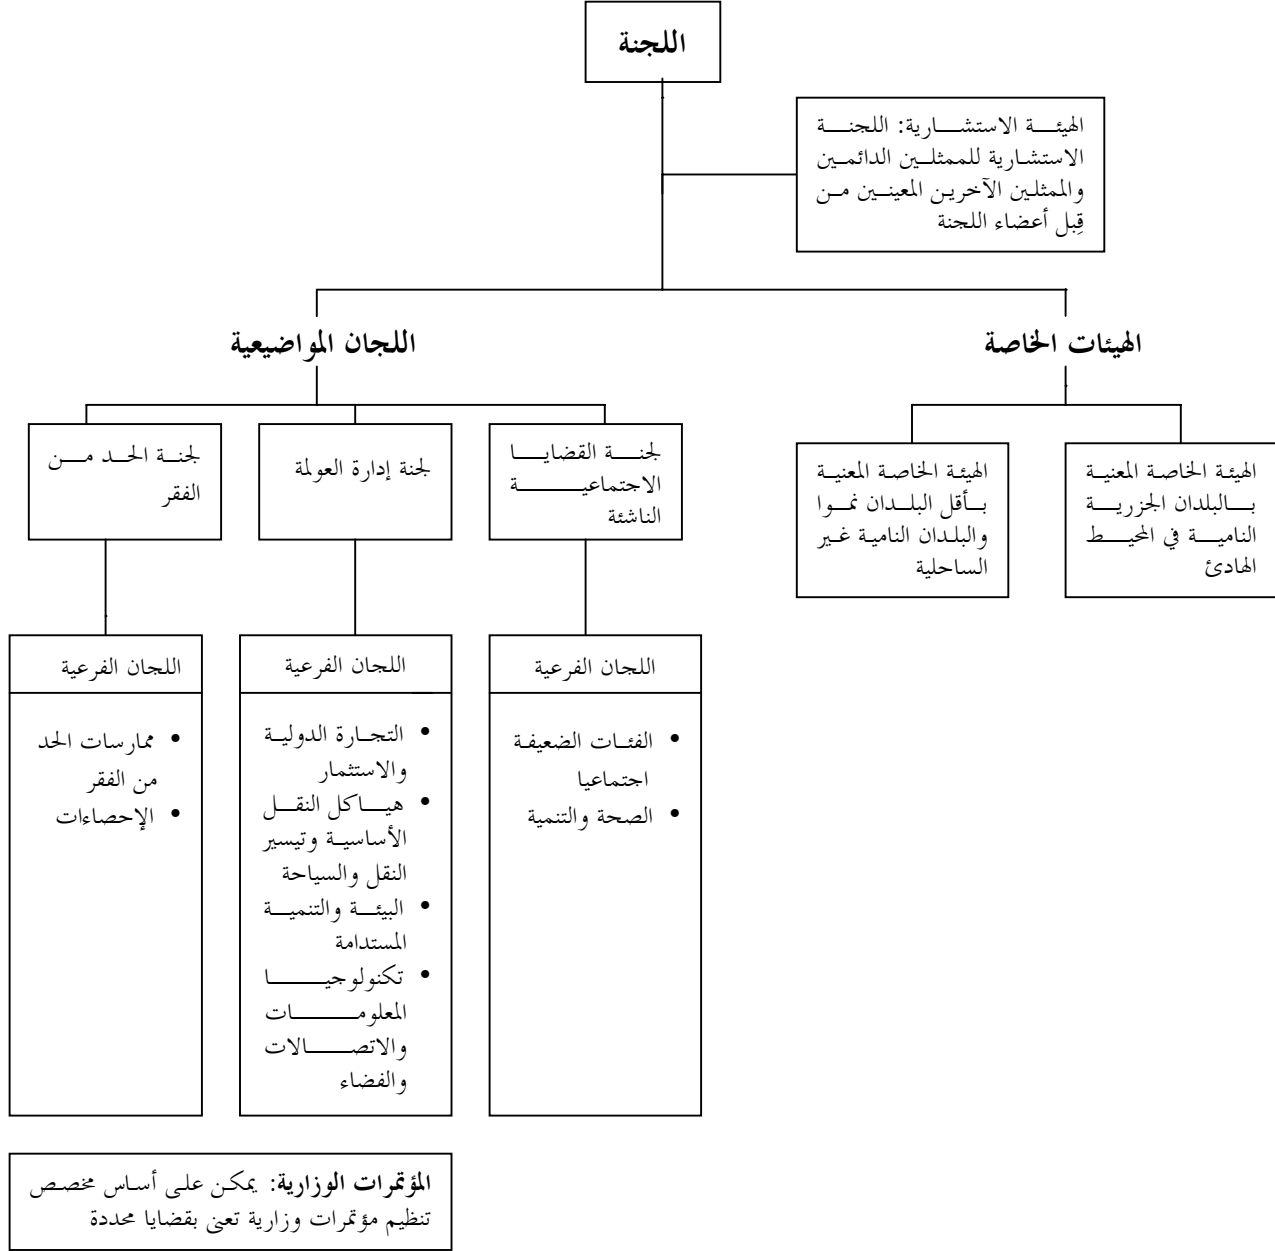 اللجنة
الهيئة الاستشارية: اللجنة
الاستشارية للممثلين الدائمين
والممثلين الآخرين المعينين من
قِبل أعضاء اللجنة
الهيئات الخاصة
اللجان المواضيعية
الهيئة الخاصة المعنية
بالبلدان الجزرية
النامية في المحيط
الهادئ
الهيئة الخاصة المعنية
بأقل البلدان نموا
والبلدان النامية غير
الساحلية
لجنة القضايا
الاجتماعية
الناشئة
لجنة إدارة العولمة
لجنة الحد من
الفقر
اللجان الفرعية
• الفئات الضعيفة
اجتماعيا
• الصحة والتنمية
اللجان الفرعية
• التجارة الدولية
والاستثمار
• هياكل النقل
الأساسية وتيسير
النقل والسياحة
• البيئة والتنمية
المستدامة
• تكنولوجيا
المعلومات
والاتصالات
والفضاء
اللجان الفرعية
• ممارسات الحد
من الفقر
• الإحصاءات
المؤتمرات الوزارية: يمكن على أساس مخصص
تنظيم مؤتمرات وزارية تعنى بقضايا محددة